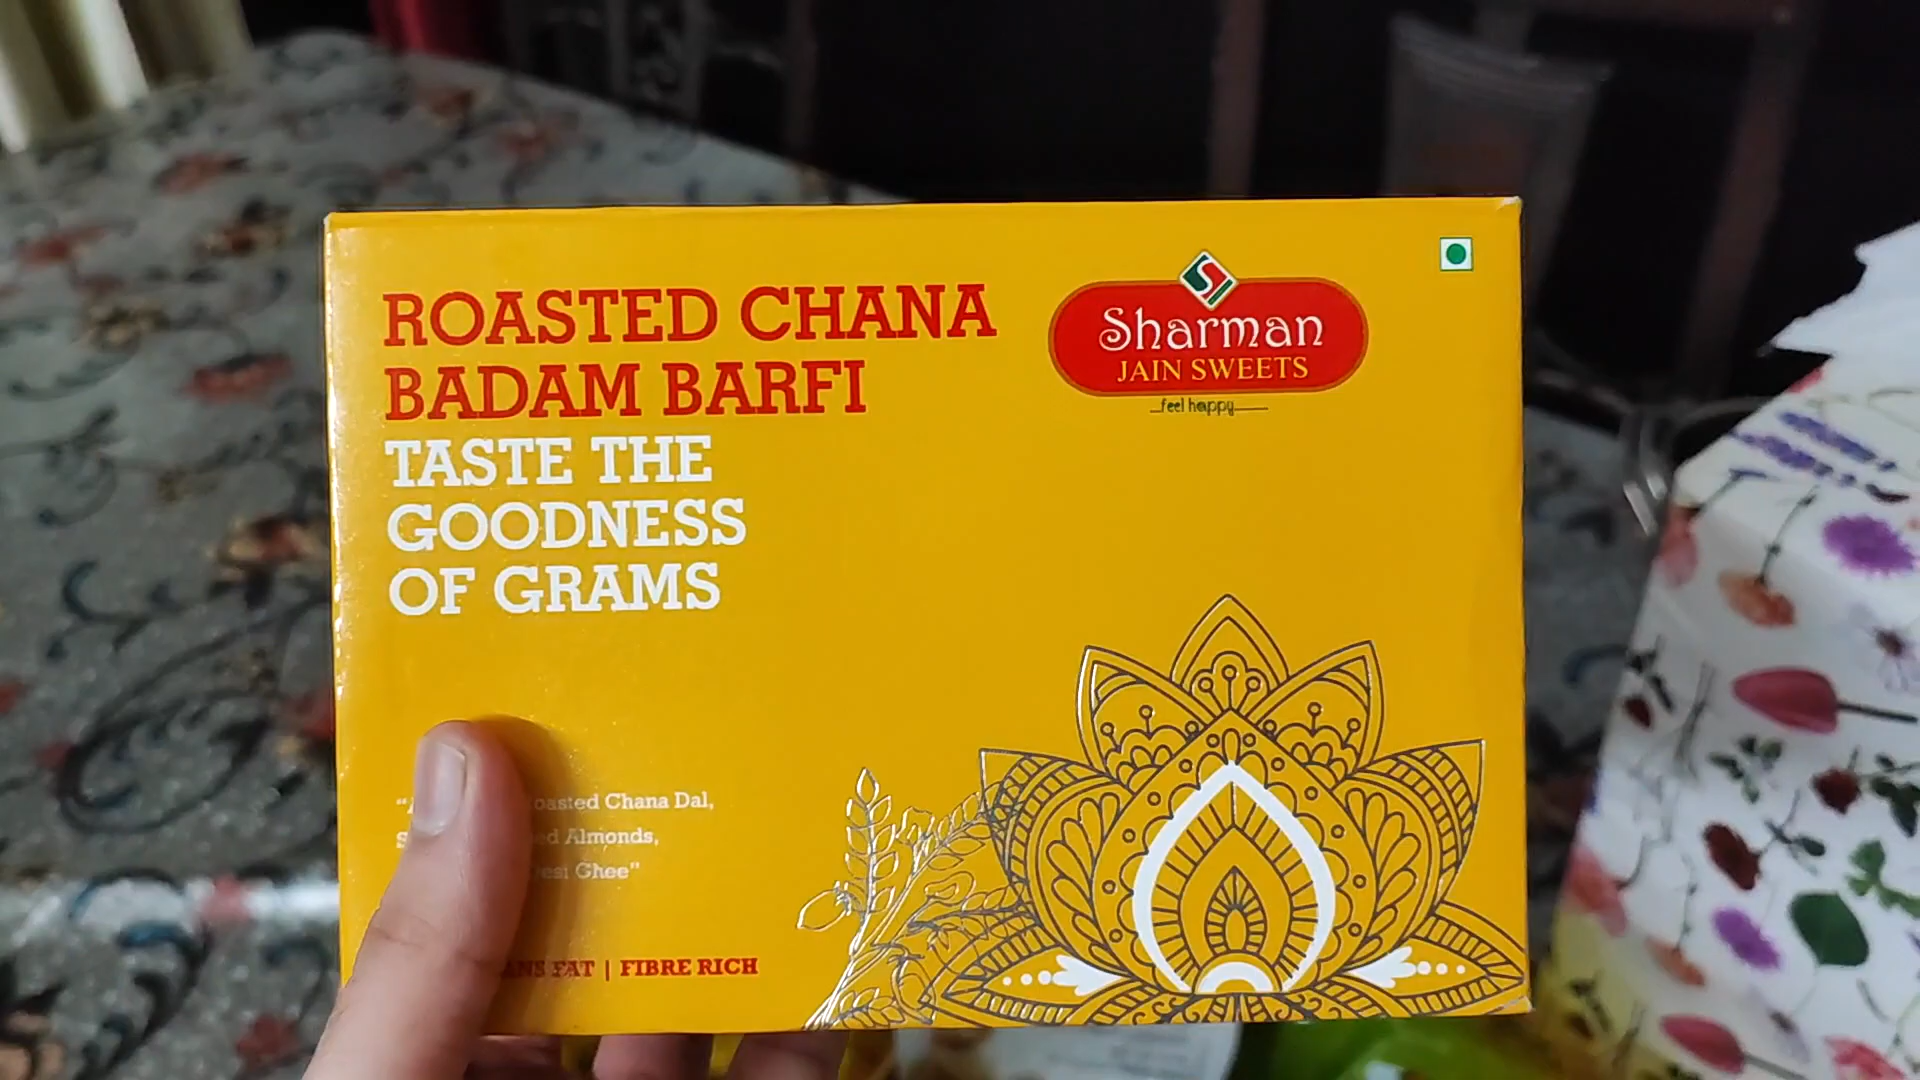 ROASTED CHANA
BADAM BARFI
TASTE THE
GOODNESS
OF GRAMS
Sharman
JAIN SWEETS
feel happy
Chana Dal,
Almonds,
Ghee"
FAT | FIBRE RICH